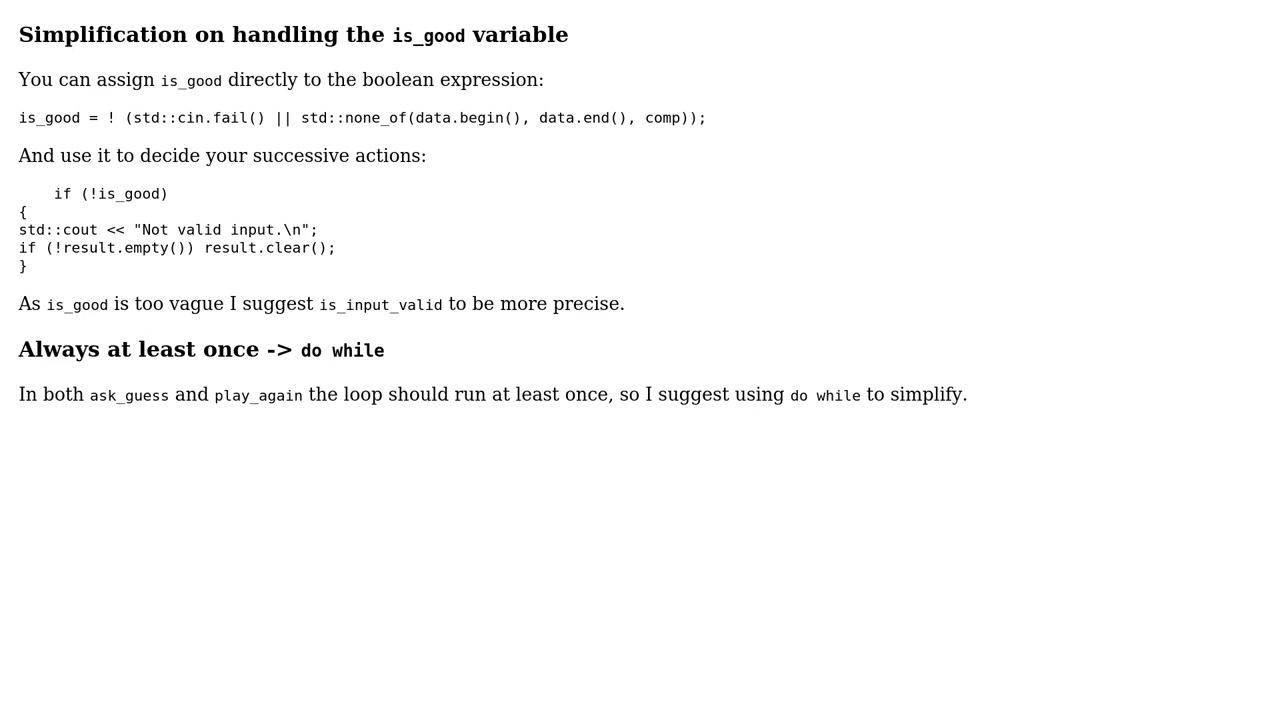 Simplification on handling the is_good variable
You can assign is_good directly to the boolean expression:
is_good = ! (std::cin.fail() || std::none_of(data.begin(), data.end(), comp));
And use it to decide your successive actions:
    if (!is_good)
{
std::cout << "Not valid input.\n";
if (!result.empty()) result.clear();
}
As is_good is too vague I suggest is_input_valid to be more precise.
Always at least once -> do while
In both ask_guess and play_again the loop should run at least once, so I suggest using do while to simplify.